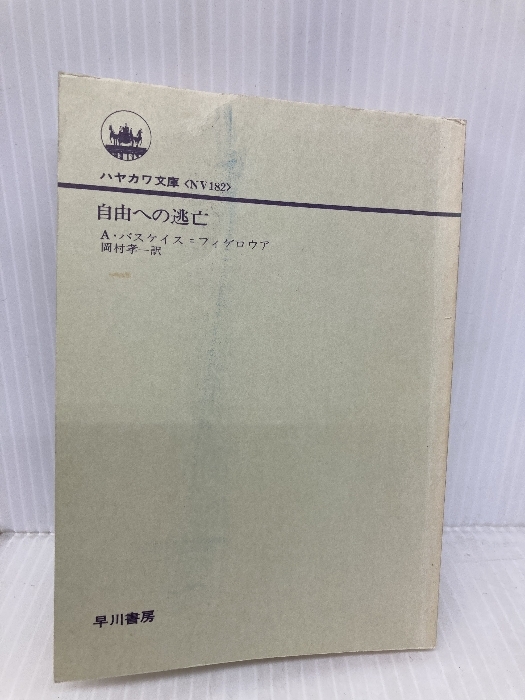 ハヤカワ文庫〈NV182〉
自由への逃亡
A・バスケイス=フィゲロウア
岡村孝一訳
早川書房